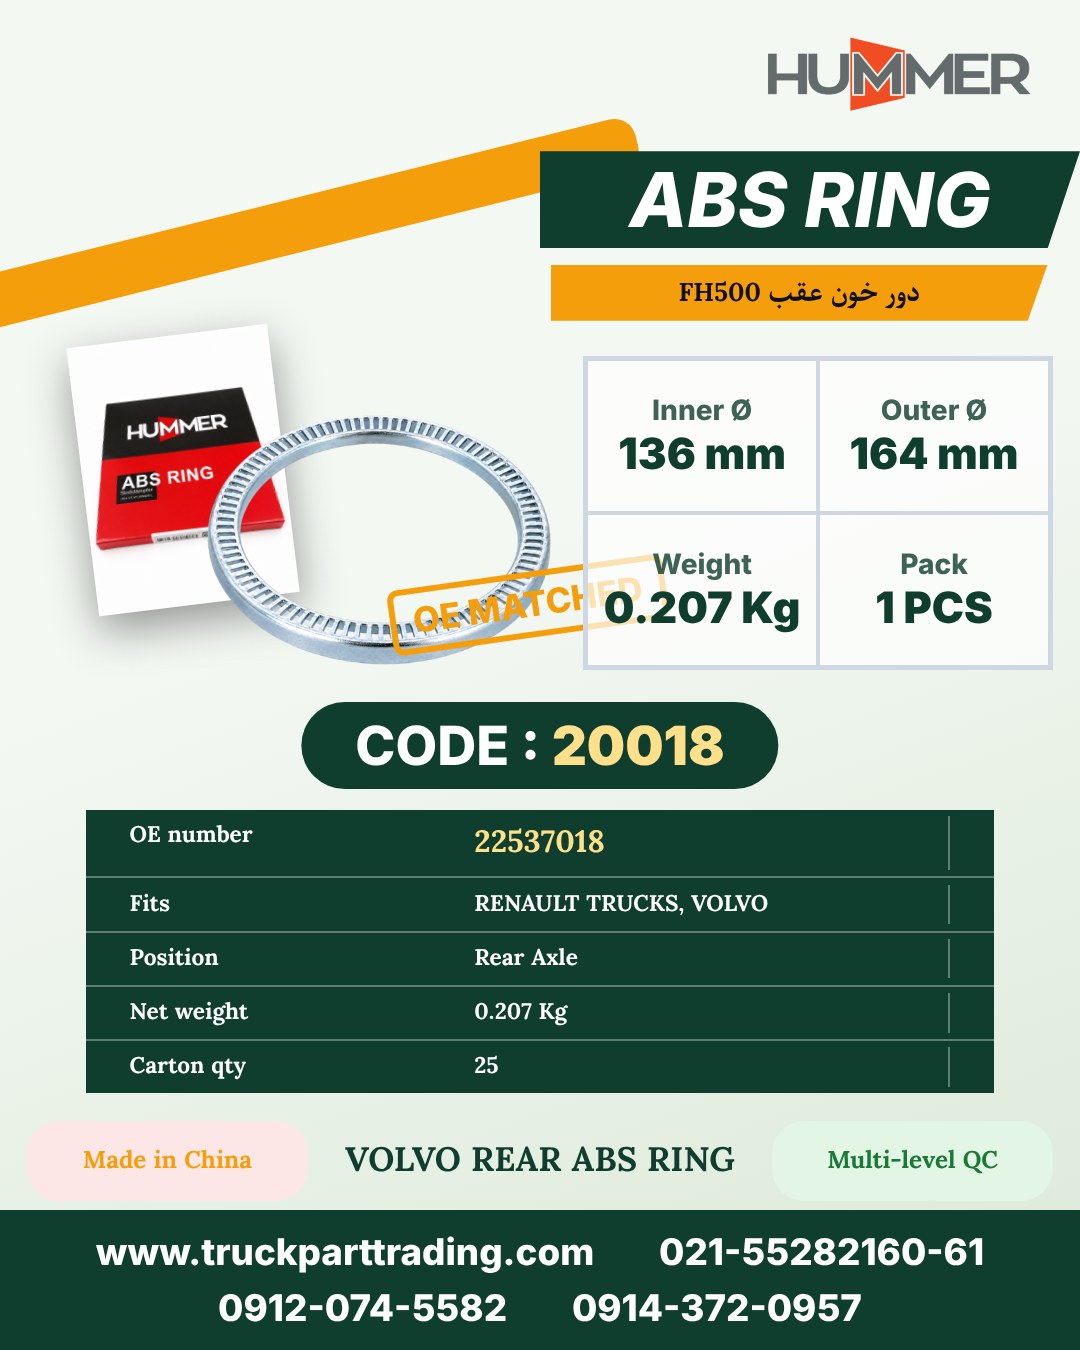 HUMMER
ABS RING
دور خون عقب FH500
HUMMER
ABS RING
Inner Ø
136 mm
Outer Ø
164 mm
OE MATCHED
Weight
0.207 Kg
Pack
1 PCS
CODE : 20018
OE number 22537018
Fits RENAULT TRUCKS, VOLVO
Position Rear Axle
Net weight 0.207 Kg
Carton qty 25
Made in China
VOLVO REAR ABS RING
Multi-level QC
www.truckparttrading.com 021-55282160-61
0912-074-5582 0914-372-0957